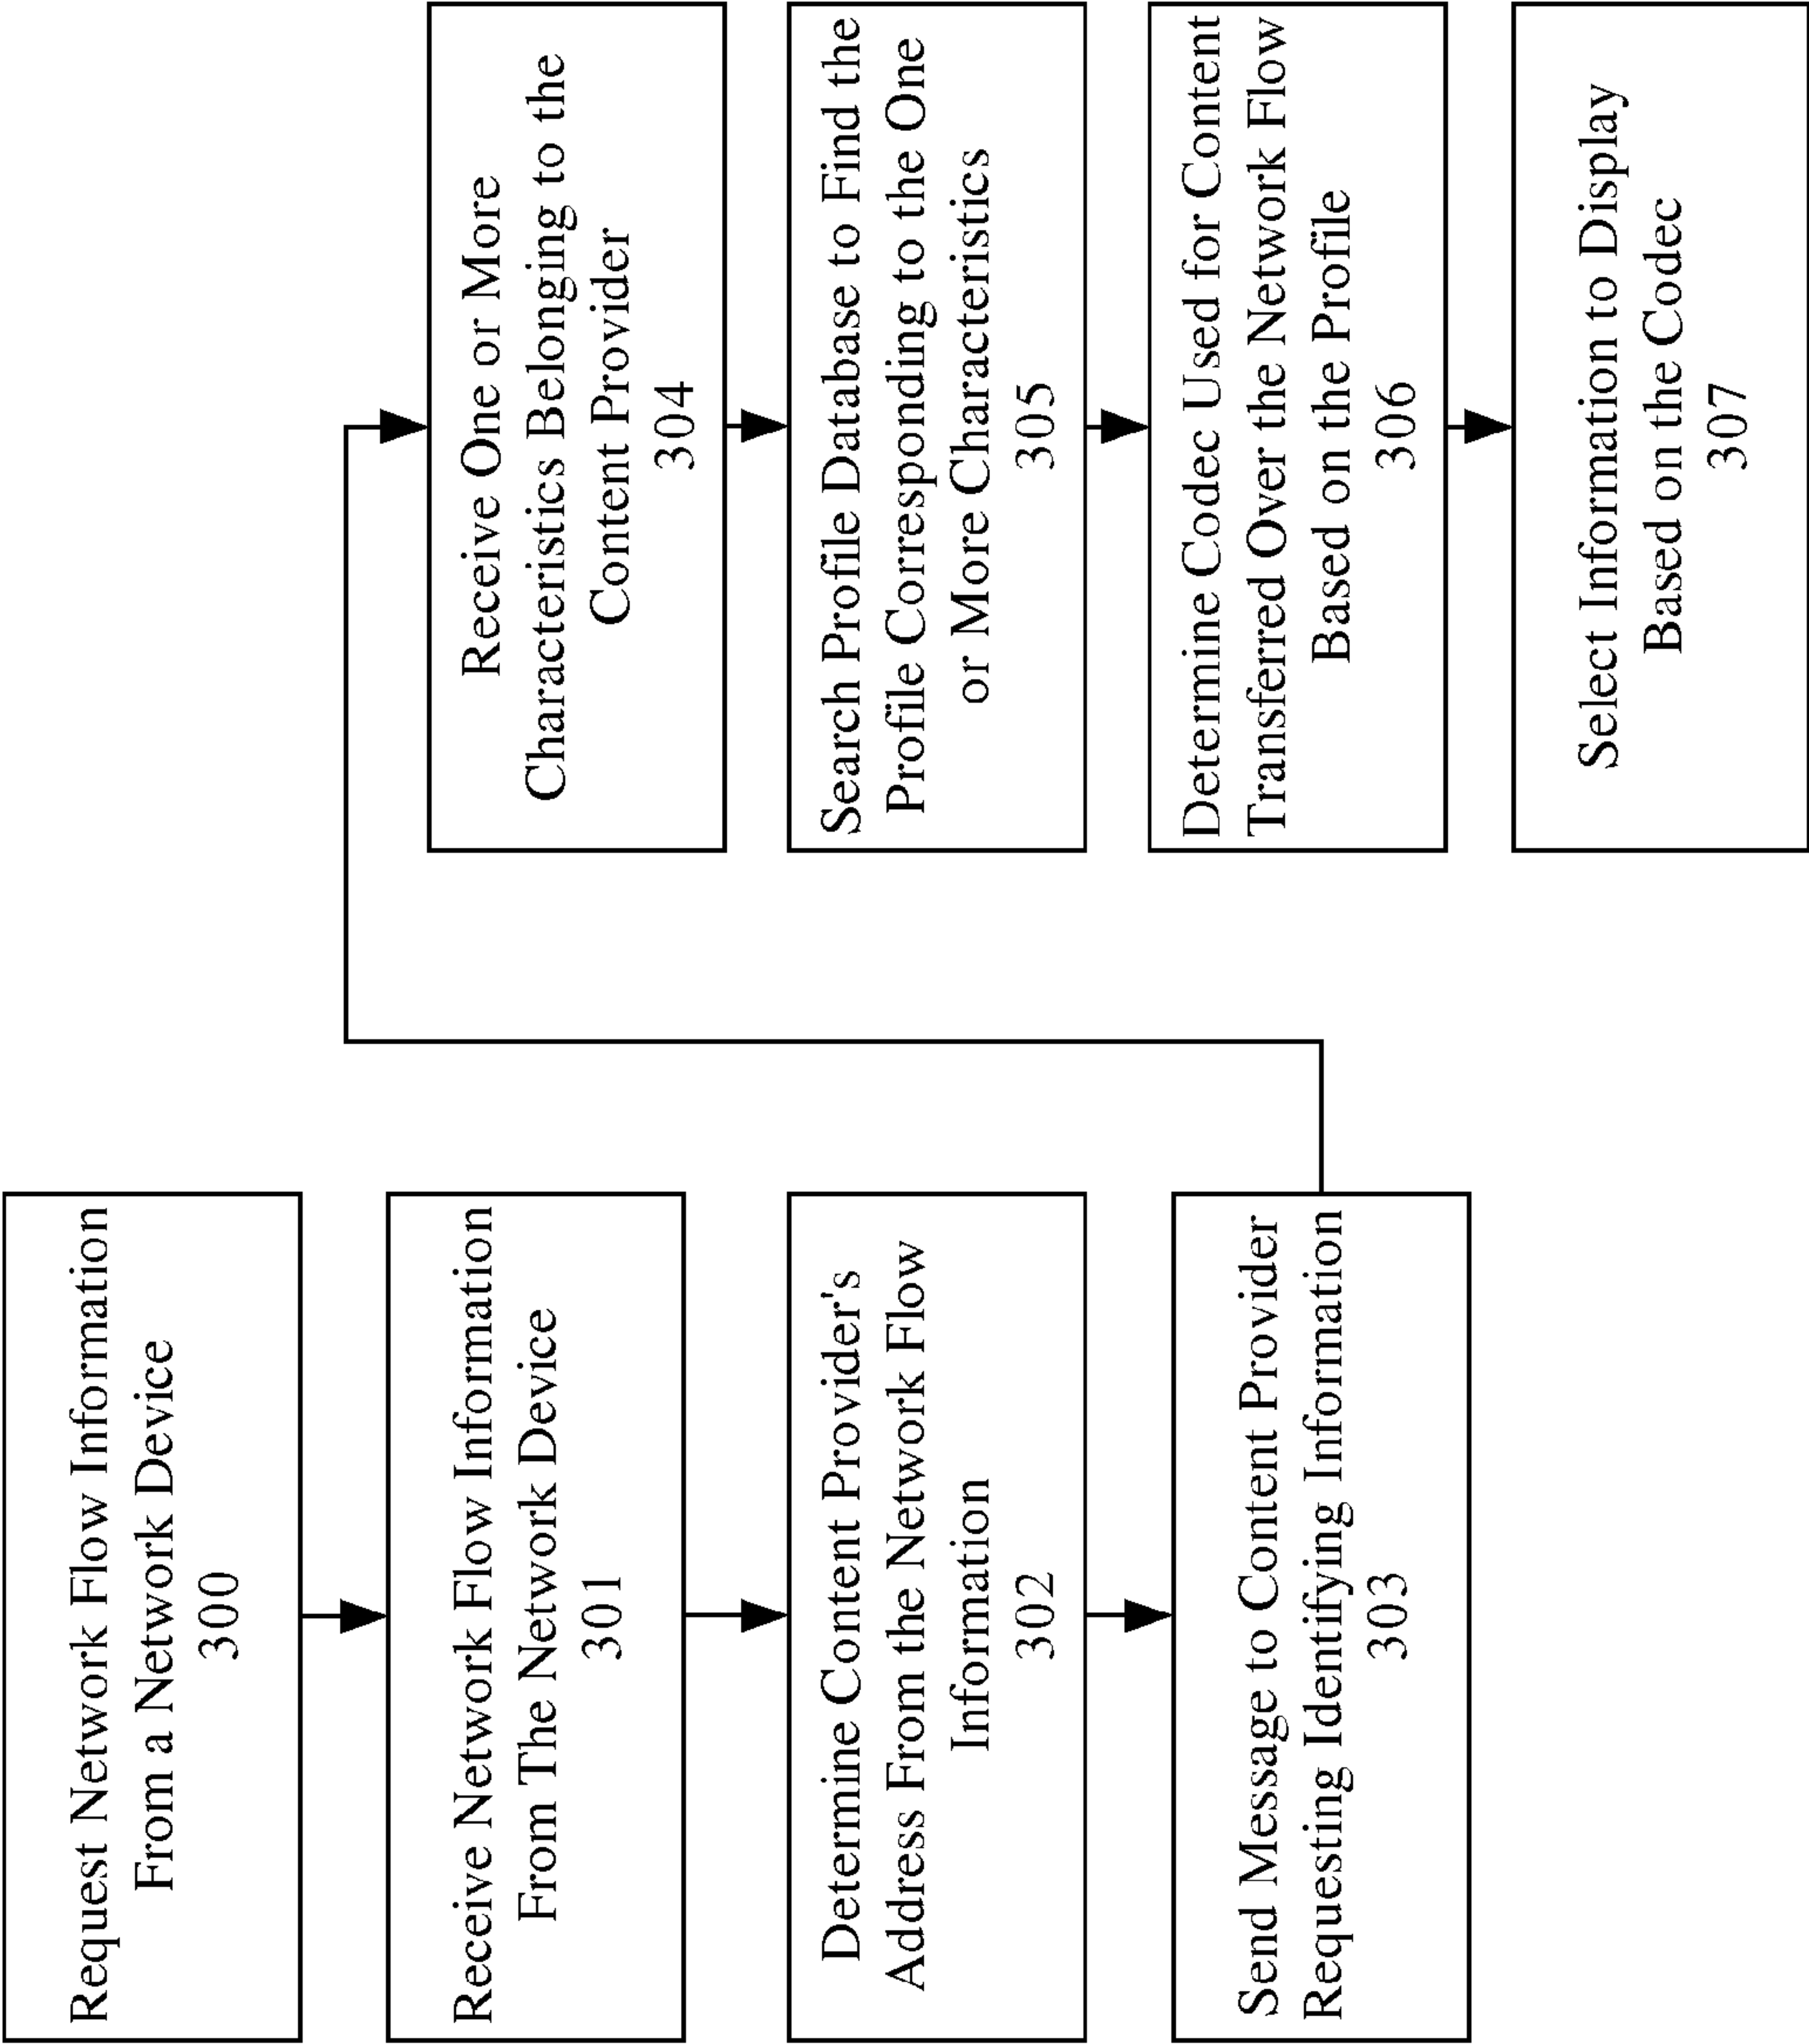 Request Network Flow Information
From a Network Device
300
Receive Network Flow Information
From The Network Device
301
Determine Content Provider's
Address From the Network Flow
Information
302
Send Message to Content Provider
Requesting Identifying Information
303
Receive One or More
Characteristics Belonging to the
Content Provider
304
Search Profile Database to Find the
Profile Corresponding to the One
or More Characteristics
305
Determine Codec Used for Content
Transferred Over the Network Flow
Based on the Profile
306
Select Information to Display
Based on the Codec
307